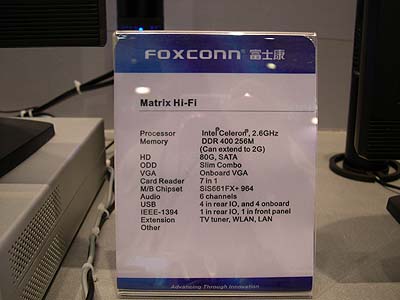 FOXCONN 富士康
Matrix Hi-Fi
Processor Intel® Celeron®, 2.6GHz
Memory DDR 400 256M
(Can extend to 2G)
HD 80G, SATA
ODD Slim Combo
VGA Onboard VGA
Card Reader 7 in 1
M/B Chipset SiS661FX+ 964
Audio 6 channels
USB 4 in rear IO, and 4 onboard
IEEE-1394 1 in rear IO, 1 in front panel
Extension TV tuner, WLAN, LAN
Other
Advancing Through Innovation